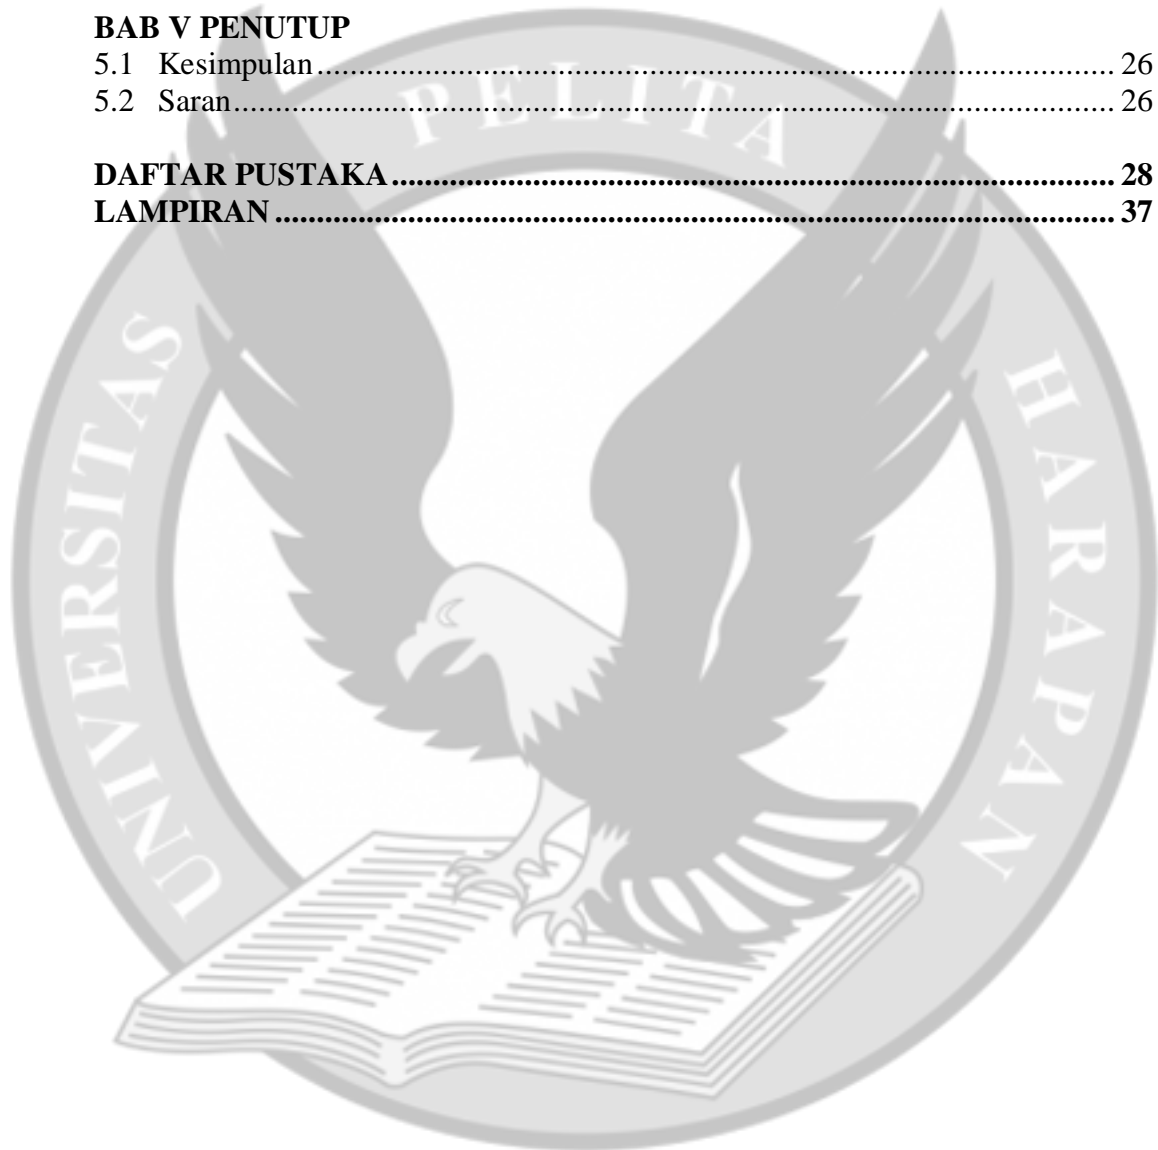 BAB V PENUTUP
5.1 Kesimpulan.................................................................................................... 26
5.2 Saran.............................................................................................................. 26
DAFTAR PUSTAKA.......................................................................................... 28
LAMPIRAN......................................................................................................... 37
UNIVERSITAS PELITA HARAPAN